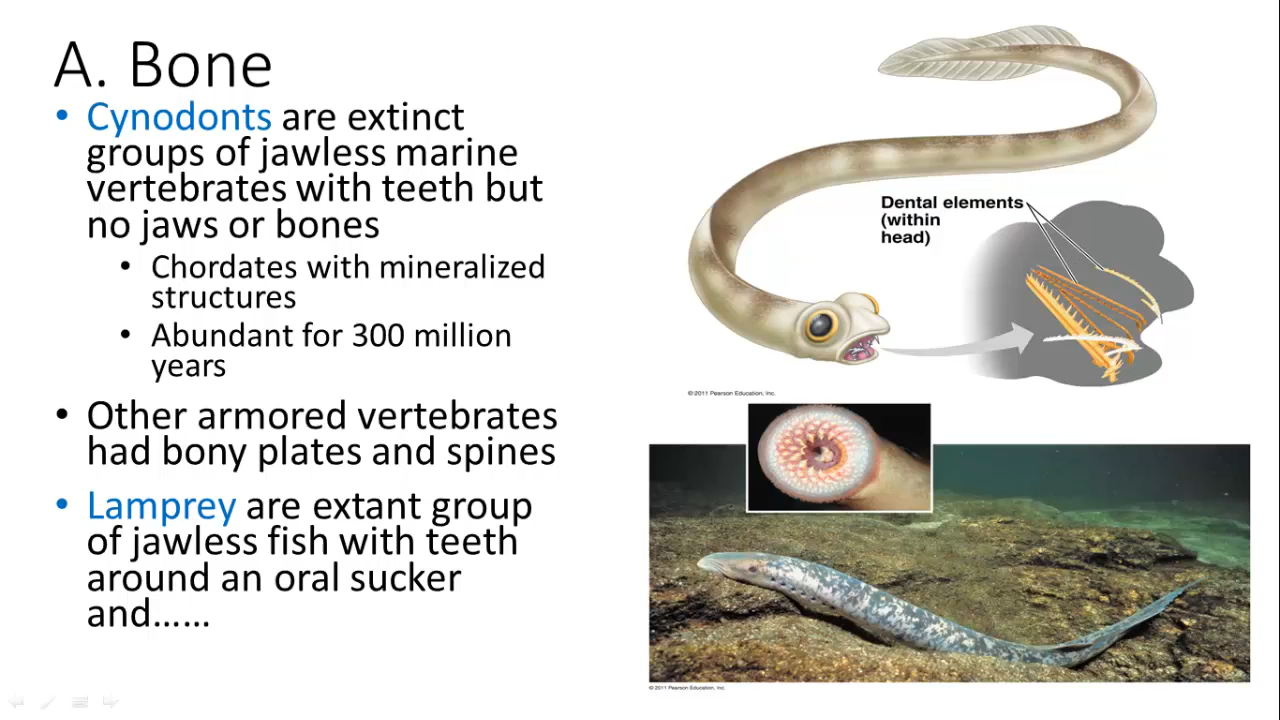 A. Bone
• Cynodonts are extinct
groups of jawless marine
vertebrates with teeth but
no jaws or bones
• Chordates with mineralized
structures
• Abundant for 300 million
years
• Other armored vertebrates
had bony plates and spines
• Lamprey are extant group
of jawless fish with teeth
around an oral sucker
and……
Dental elements
(within
head)
© 2011 Pearson Education, Inc.
© 2011 Pearson Education, Inc